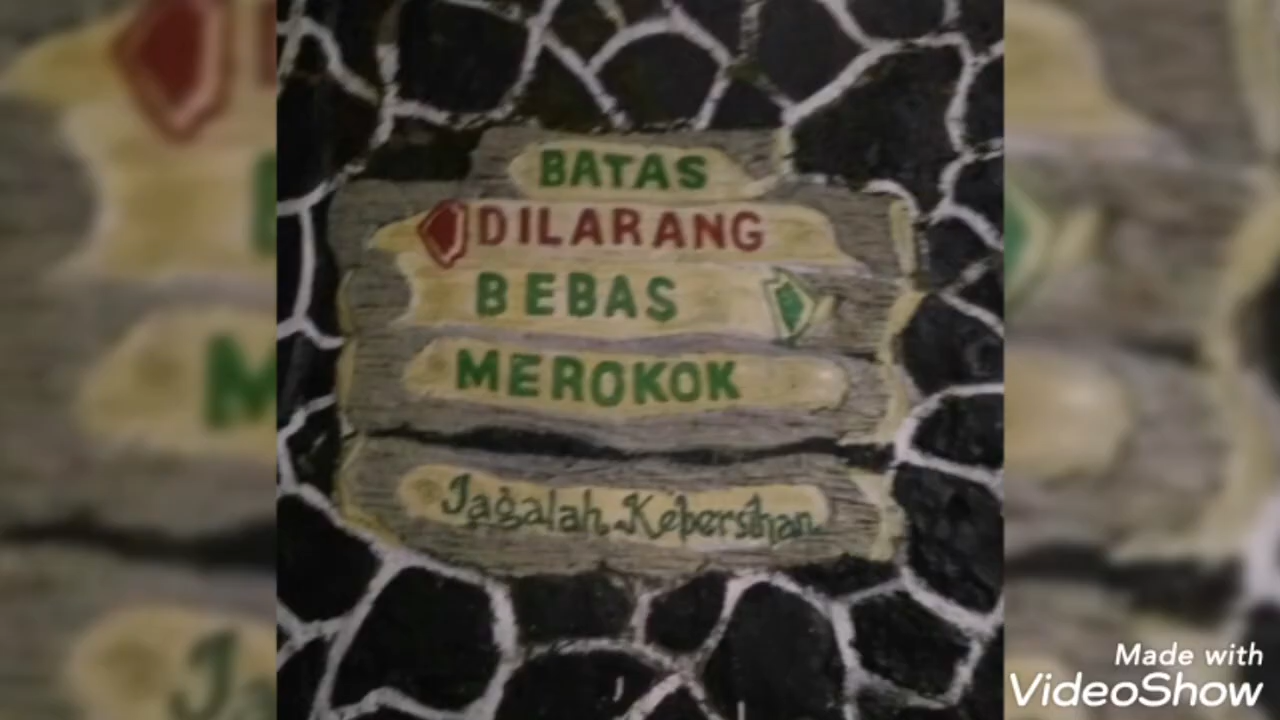 BATAS
DILARANG
BEBAS
MEROKOK
Jagalah Kebersihan
Made with
VideoShow